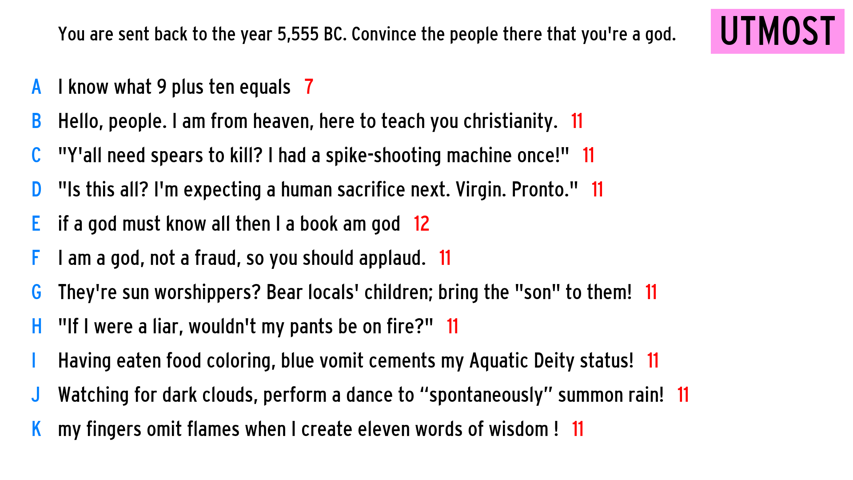 You are sent back to the year 5,555 BC. Convince the people there that you're a god. UTMOST
A I know what 9 plus ten equals 7
B Hello, people. I am from heaven, here to teach you christianity. 11
C "Y'all need spears to kill? I had a spike-shooting machine once!" 11
D "Is this all? I'm expecting a human sacrifice next. Virgin. Pronto." 11
E if a god must know all then I a book am god 12
F I am a god, not a fraud, so you should applaud. 11
G They're sun worshippers? Bear locals' children; bring the "son" to them! 11
H "If I were a liar, wouldn't my pants be on fire?" 11
I Having eaten food coloring, blue vomit cements my Aquatic Deity status! 11
J Watching for dark clouds, perform a dance to “spontaneously” summon rain! 11
K my fingers omit flames when I create eleven words of wisdom ! 11